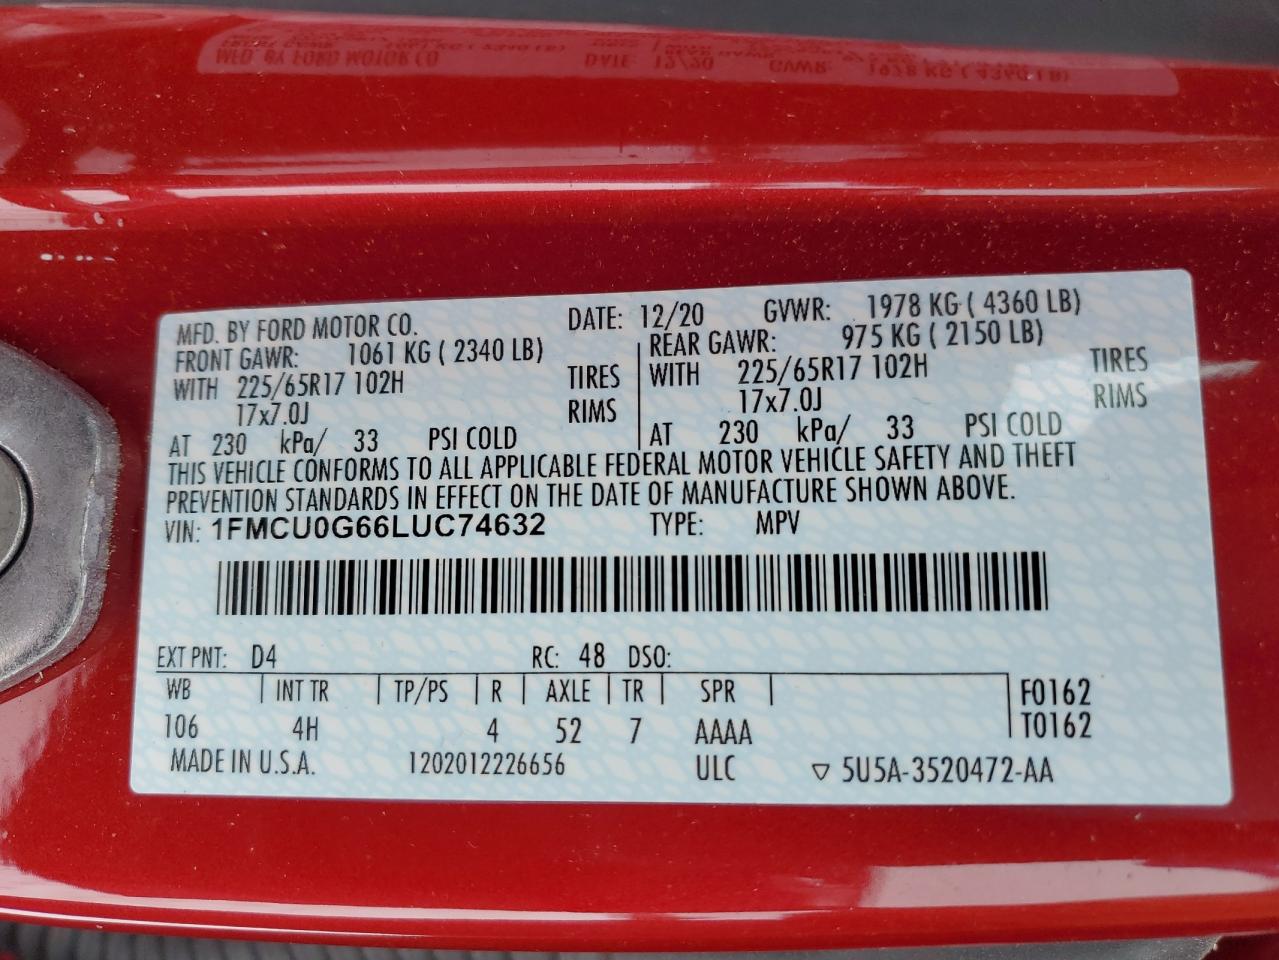 MFD. BY FORD MOTOR CO. DATE: 12/20 GVWR: 1978 KG ( 4360 LB)
FRONT GAWR: 1061 KG ( 2340 LB) REAR GAWR: 975 KG ( 2150 LB)
WITH 225/65R17 102H TIRES WITH 225/65R17 102H TIRES
17x7.0J RIMS 17x7.0J RIMS
AT 230 kPa/ 33 PSI COLD AT 230 kPa/ 33 PSI COLD
THIS VEHICLE CONFORMS TO ALL APPLICABLE FEDERAL MOTOR VEHICLE SAFETY AND THEFT
PREVENTION STANDARDS IN EFFECT ON THE DATE OF MANUFACTURE SHOWN ABOVE.
VIN: 1FMCU0G66LUC74632 TYPE: MPV
EXT PNT: D4 RC: 48 DSO:
WB INT TR TP/PS R AXLE TR SPR F0162
106 4H 4 52 7 AAAA T0162
MADE IN U.S.A. 1202012226656 ULC ▽ 5U5A-3520472-AA